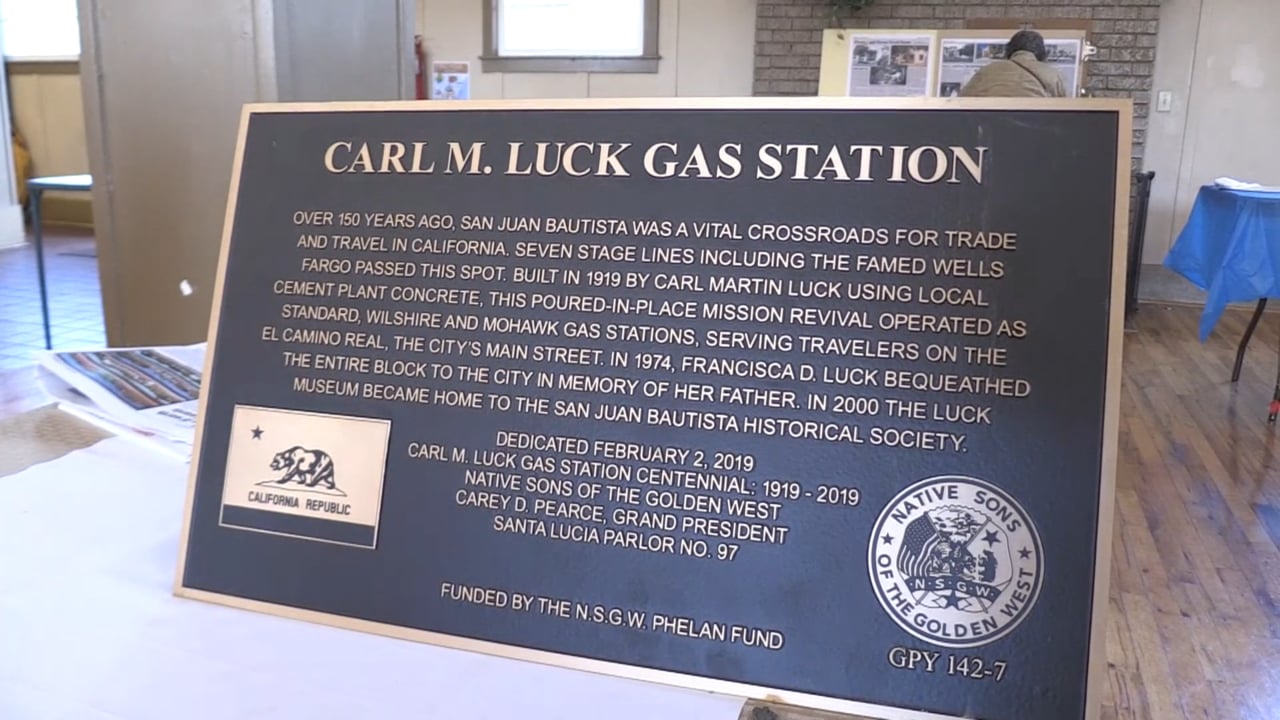 CARL M. LUCK GAS STATION
OVER 150 YEARS AGO, SAN JUAN BAUTISTA WAS A VITAL CROSSROADS FOR TRADE
AND TRAVEL IN CALIFORNIA. SEVEN STAGE LINES INCLUDING THE FAMED WELLS
FARGO PASSED THIS SPOT. BUILT IN 1919 BY CARL MARTIN LUCK USING LOCAL
CEMENT PLANT CONCRETE, THIS POURED-IN-PLACE MISSION REVIVAL OPERATED AS
STANDARD, WILSHIRE AND MOHAWK GAS STATIONS, SERVING TRAVELERS ON THE
EL CAMINO REAL, THE CITY'S MAIN STREET. IN 1974, FRANCISCA D. LUCK BEQUEATHED
THE ENTIRE BLOCK TO THE CITY IN MEMORY OF HER FATHER. IN 2000 THE LUCK
MUSEUM BECAME HOME TO THE SAN JUAN BAUTISTA HISTORICAL SOCIETY.
DEDICATED FEBRUARY 2, 2019
CARL M. LUCK GAS STATION CENTENNIAL: 1919 - 2019
NATIVE SONS OF THE GOLDEN WEST
CAREY D. PEARCE, GRAND PRESIDENT
SANTA LUCIA PARLOR NO. 97
FUNDED BY THE N.S.G.W. PHELAN FUND
CALIFORNIA REPUBLIC
NATIVE SONS
OF THE GOLDEN WEST
N.S.G.W.
GPY 142-7